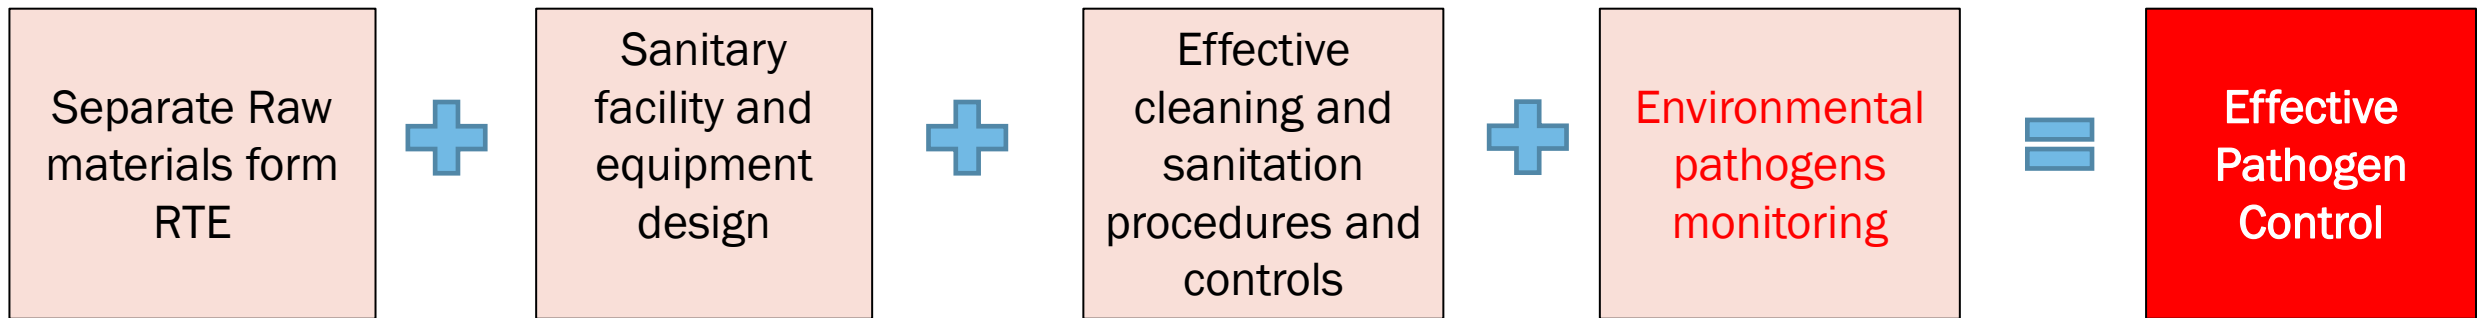 Separate Raw
materials form
RTE
Sanitary
facility and
equipment
design
Effective
cleaning and
sanitation
procedures and
controls
Environmental
pathogens
monitoring
Effective
Pathogen
Control